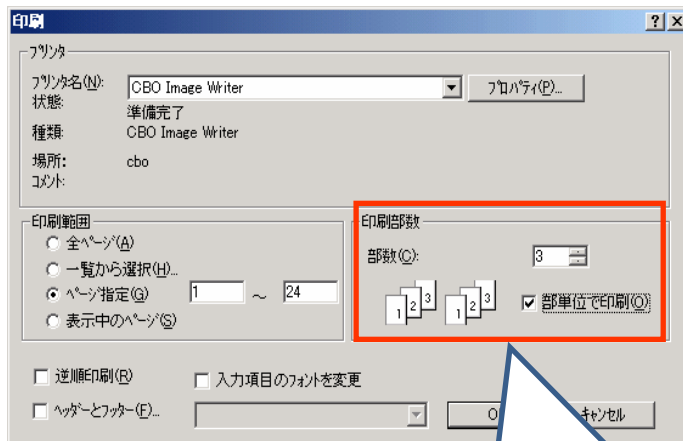 印刷
プリンタ
プリンタ名(N): CBO Image Writer プロパティ(P)...
状態: 準備完了
種類: CBO Image Writer
場所: cbo
コメント:
印刷範囲
全ページ(A)
一覧から選択(H)...
ページ指定(G) 1 ～ 24
表示中のページ(S)
印刷部数
部数(C): 3
1 2 3 1 2 3 部単位で印刷(O)
逆順印刷(R) 入力項目のフォントを変更
ヘッダーとフッター(F)...
キャンセル